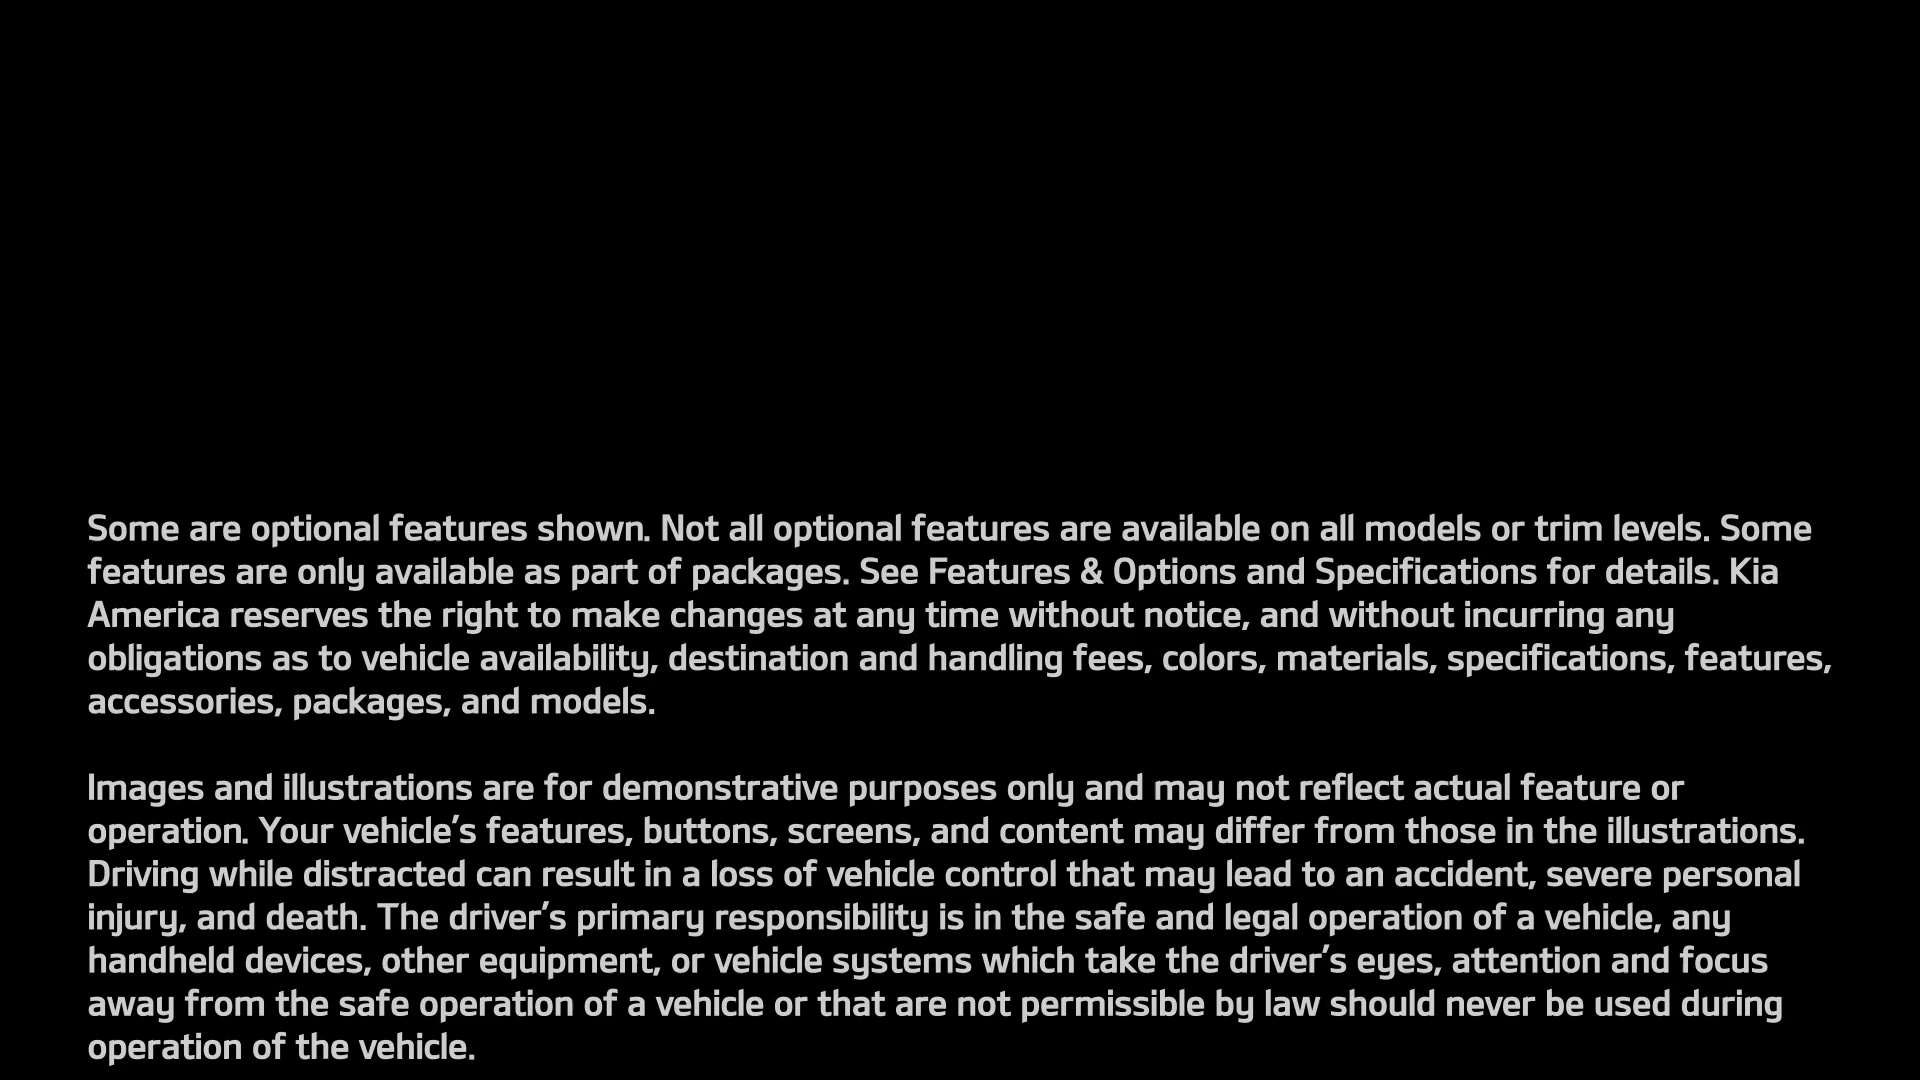 Some are optional features shown. Not all optional features are available on all models or trim levels. Some
features are only available as part of packages. See Features & Options and Specifications for details. Kia
America reserves the right to make changes at any time without notice, and without incurring any
obligations as to vehicle availability, destination and handling fees, colors, materials, specifications, features,
accessories, packages, and models.
Images and illustrations are for demonstrative purposes only and may not reflect actual feature or
operation. Your vehicle’s features, buttons, screens, and content may differ from those in the illustrations.
Driving while distracted can result in a loss of vehicle control that may lead to an accident, severe personal
injury, and death. The driver’s primary responsibility is in the safe and legal operation of a vehicle, any
handheld devices, other equipment, or vehicle systems which take the driver’s eyes, attention and focus
away from the safe operation of a vehicle or that are not permissible by law should never be used during
operation of the vehicle.